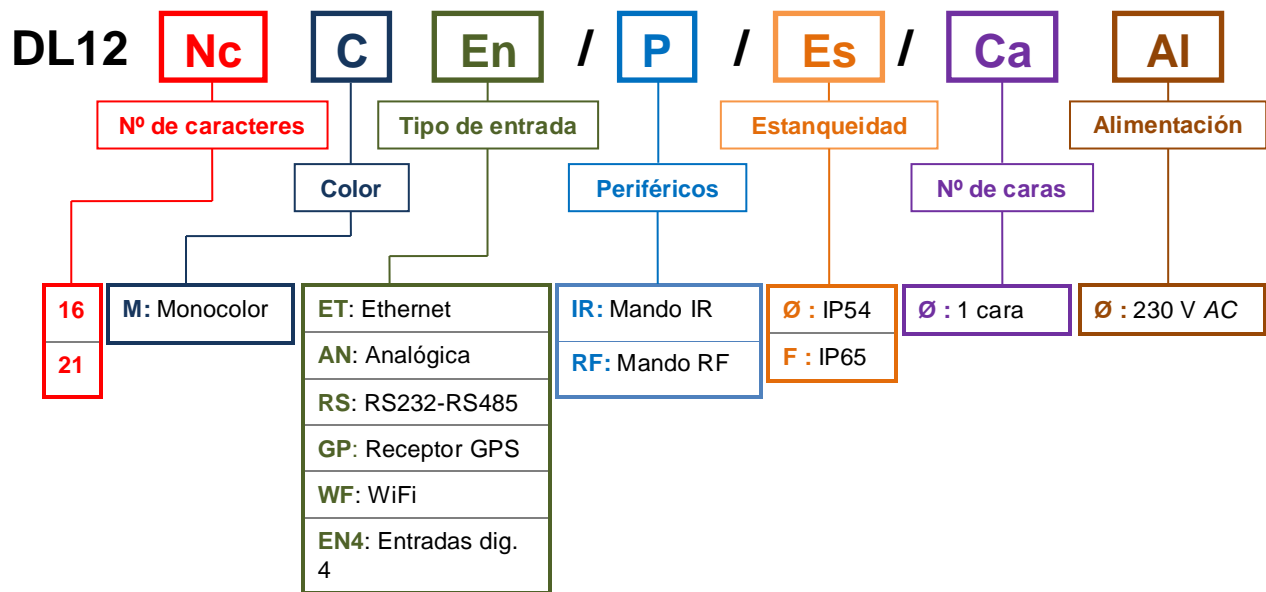 DL12 Nc C En / P / Es / Ca Al
Nº de caracteres
Tipo de entrada
Estanqueidad
Alimentación
Color
Periféricos
Nº de caras
16
21
M: Monocolor
ET: Ethernet
AN: Analógica
RS: RS232-RS485
GP: Receptor GPS
WF: WiFi
EN4: Entradas dig.
4
IR: Mando IR
RF: Mando RF
Ø : IP54
F : IP65
Ø : 1 cara
Ø : 230 V AC